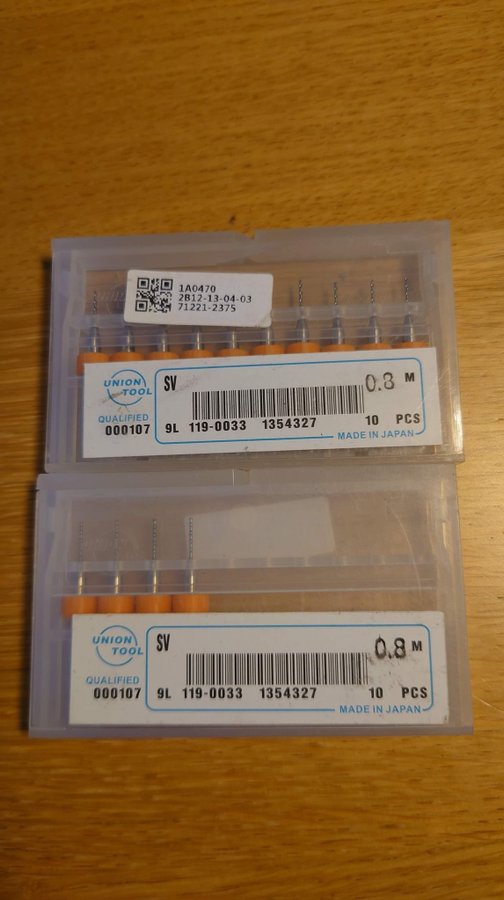 1A0470
2B12-13-04-03
71221-237S
UNION TOOL
SV
0.8 M
QUALIFIED
000107
9L 119-0033 1354327 10 PCS
MADE IN JAPAN
UNION TOOL
SV
0.8 M
QUALIFIED
000107
9L 119-0033 1354327 10 PCS
MADE IN JAPAN